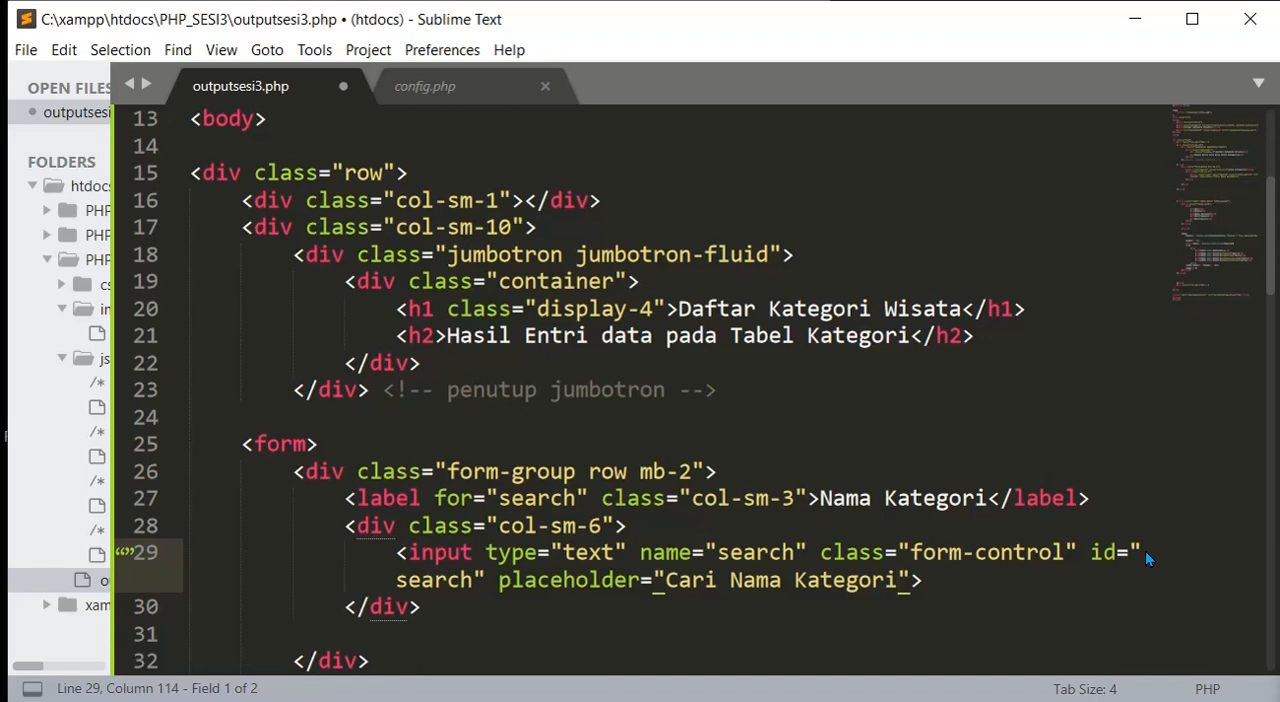 C:\xampp\htdocs\PHP_SESI3\outputsesi3.php • (htdocs) - Sublime Text
File Edit Selection Find View Goto Tools Project Preferences Help
OPEN FILES
outputsesi
FOLDERS
htdoc
PHP
PHP
PHP
cs
in
js
/*
/*
/*
/*
ou
xam
outputsesi3.php
config.php
13 <body>
14
15 <div class="row">
16 <div class="col-sm-1"></div>
17 <div class="col-sm-10">
18 <div class="jumbotron jumbotron-fluid">
19 <div class="container">
20 <h1 class="display-4">Daftar Kategori Wisata</h1>
21 <h2>Hasil Entri data pada Tabel Kategori</h2>
22 </div>
23 </div> <!-- penutup jumbotron -->
24
25 <form>
26 <div class="form-group row mb-2">
27 <label for="search" class="col-sm-3">Nama Kategori</label>
28 <div class="col-sm-6">
29 <input type="text" name="search" class="form-control" id="
search" placeholder="Cari Nama Kategori">
30 </div>
31
32 </div>
Line 29, Column 114 - Field 1 of 2
Tab Size: 4
PHP